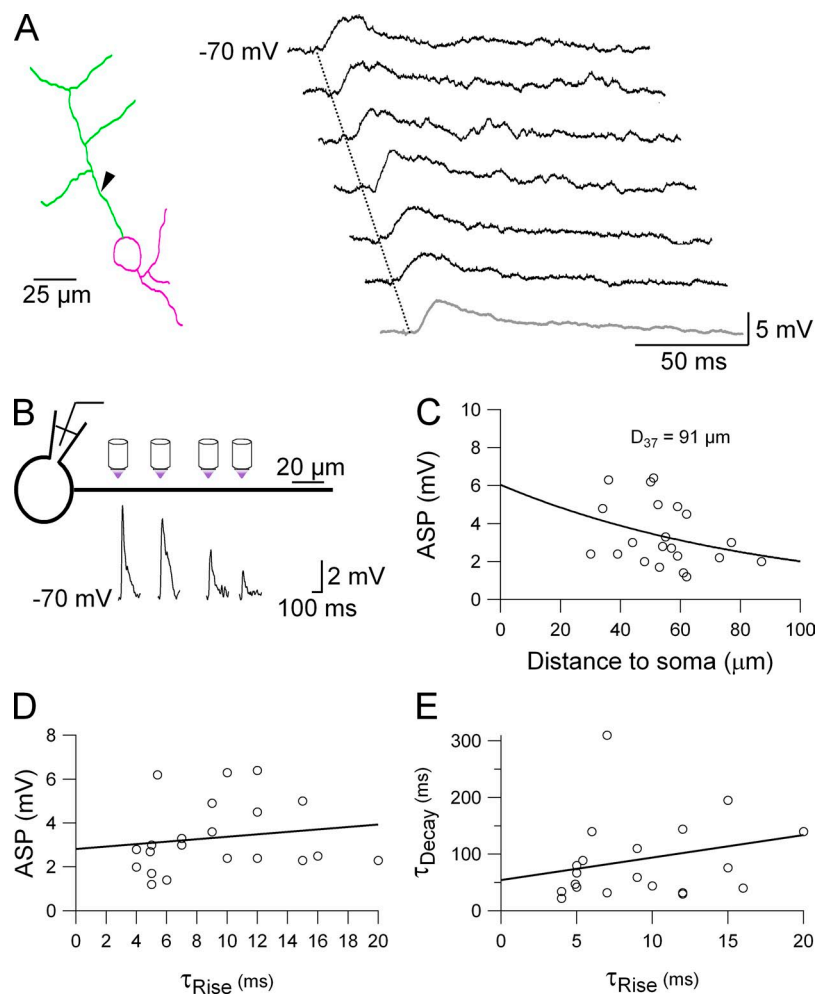 A
-70 mV
25 µm
5 mV
50 ms
B
20 µm
-70 mV
2 mV
100 ms
C
10
8
6
4
2
0
ASP (mV)
D37 = 91 µm
0 20 40 60 80 100
Distance to soma (µm)
D
8
6
4
2
0
ASP (mV)
0 2 4 6 8 10 12 14 16 18 20
τRise (ms)
E
300
200
100
0
τDecay (ms)
0 5 10 15 20
τRise (ms)